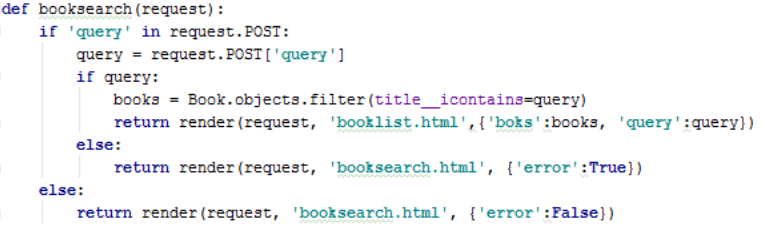 def booksearch(request):
    if 'query' in request.POST:
        query = request.POST['query']
        if query:
            books = Book.objects.filter(title__icontains=query)
            return render(request, 'booklist.html',{'boks':books, 'query':query})
        else:
            return render(request, 'booksearch.html', {'error':True})
    else:
        return render(request, 'booksearch.html', {'error':False})